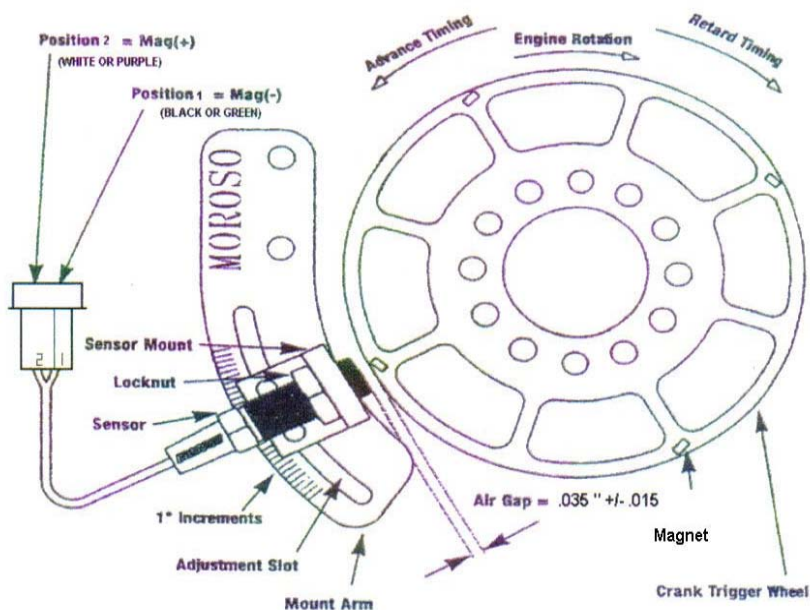 Position 2 = Mag(+)
(WHITE OR PURPLE)
Position 1 = Mag(-)
(BLACK OR GREEN)
Advance Timing
Engine Rotation
Retard Timing
MOROSO
2 1
Sensor Mount
Locknut
Sensor
1° Increments
Adjustment Slot
Mount Arm
Air Gap = .035 " +/- .015
Magnet
Crank Trigger Wheel